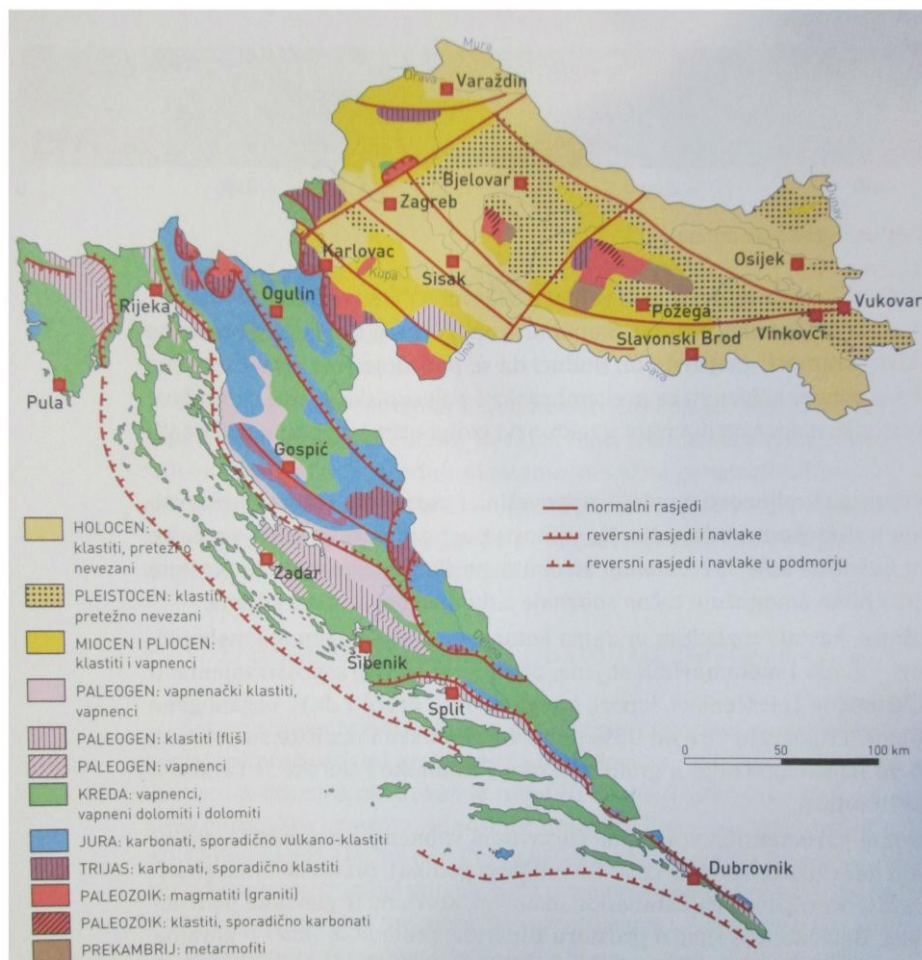 Mura
Drava
Varaždin
Bjelovar
Zagreb
Dunav
Karlovac
Kupa
Sisak
Osijek
Rijeka
Ogulin
Požega
Vukovar
Vinkovci
Una
Slavonski Brod
Sava
Pula
Gospić
normalni rasjedi
reversni rasjedi i navlake
reversni rasjedi i navlake u podmorju
Zadar
Šibenik
Split
0 50 100 km
Dubrovnik
HOLOCEN:
klastiti, pretežno
nevezani
PLEISTOCEN: klastiti,
pretežno nevezani
MIOCEN I PLIOCEN:
klastiti i vapnenci
PALEOGEN: vapnenački klastiti,
vapnenci
PALEOGEN: klastiti (fliš)
PALEOGEN: vapnenci
KREDA: vapnenci,
vapneni dolomiti i dolomiti
JURA: karbonati, sporadično vulkano-klastiti
TRIJAS: karbonati, sporadično klastiti
PALEOZOIK: magmatiti (graniti)
PALEOZOIK: klastiti, sporadično karbonati
PREKAMBRIJ: metarmofiti